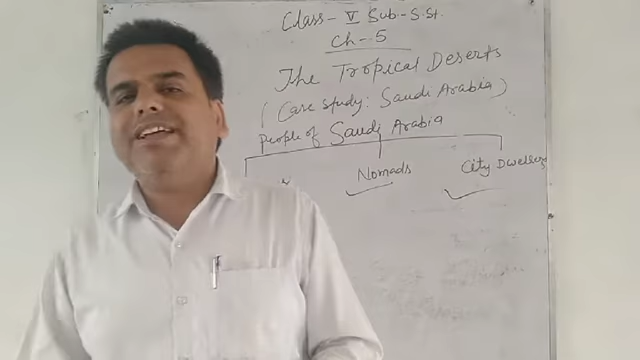 Class - V Sub. - S.St.
Ch - 5
The Tropical Deserts
(Case study: Saudi Arabia)
People of Saudi Arabia
Nomads City Dwellers